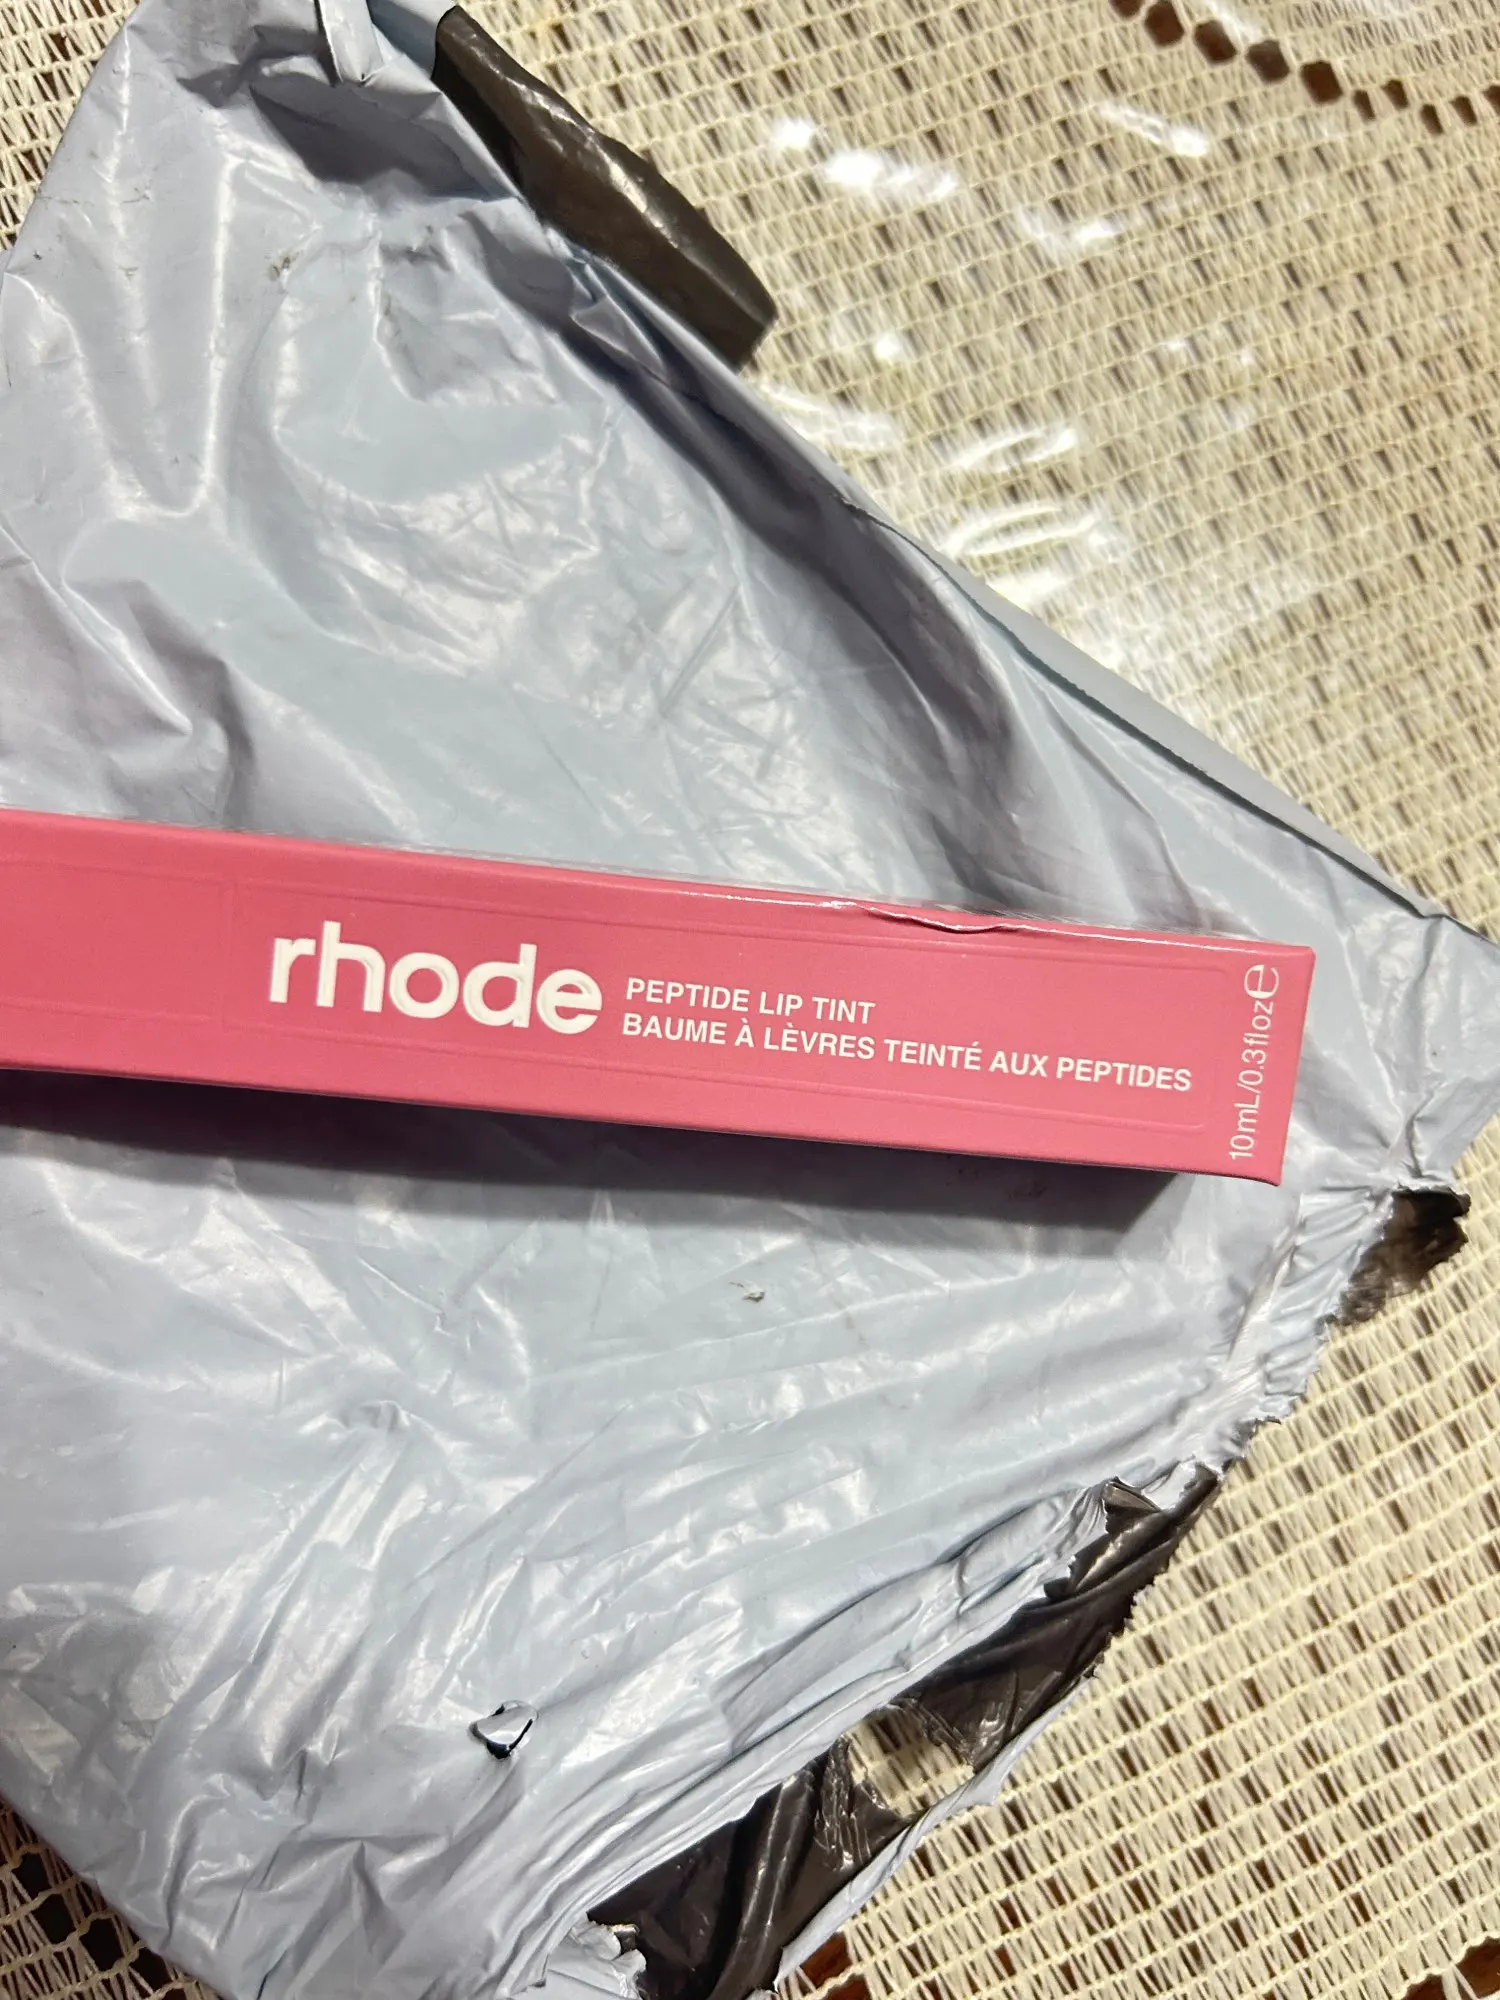 rhode
PEPTIDE LIP TINT
BAUME À LÈVRES TEINTÉ AUX PEPTIDES
10mL/0.3floz℮